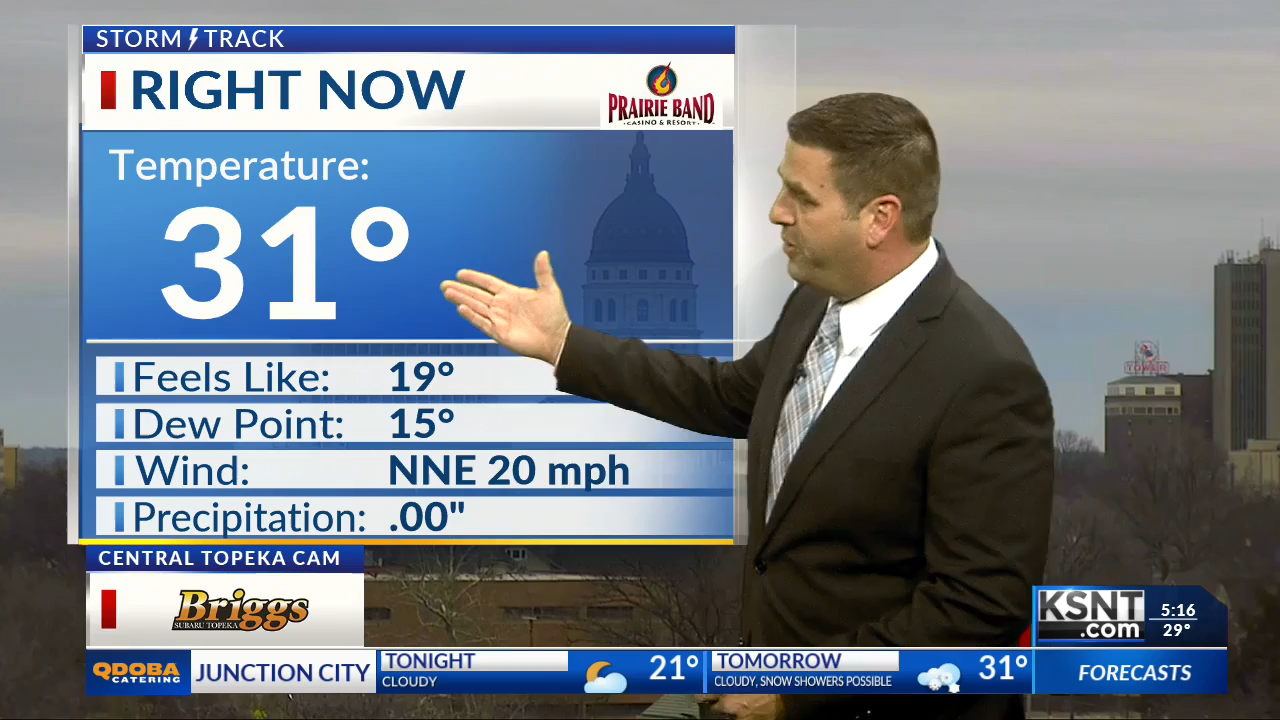 STORM TRACK
RIGHT NOW
PRAIRIE BAND
CASINO & RESORT
Temperature:
31°
Feels Like: 19°
Dew Point: 15°
Wind: NNE 20 mph
Precipitation: .00"
TOWER
CENTRAL TOPEKA CAM
Briggs
SUBARU TOPEKA
KSNT
.com
5:16
29°
QDOBA
CATERING
JUNCTION CITY
TONIGHT
CLOUDY
21°
TOMORROW
CLOUDY, SNOW SHOWERS POSSIBLE
31°
FORECASTS